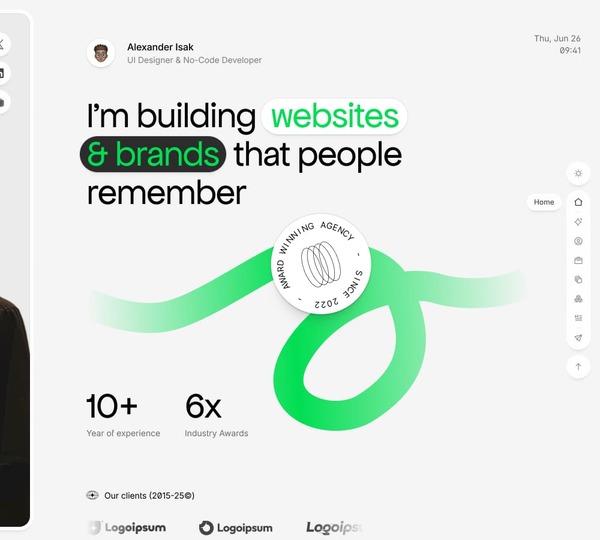 Alexander Isak
UI Designer & No-Code Developer
Thu, Jun 26
09:41
I’m building websites
& brands that people
remember
Home
AWARD WINNING AGENCY - SINCE 2022 -
10+
Year of experience
6x
Industry Awards
Our clients (2015-25©)
Logoipsum
Logoipsum
Logoips